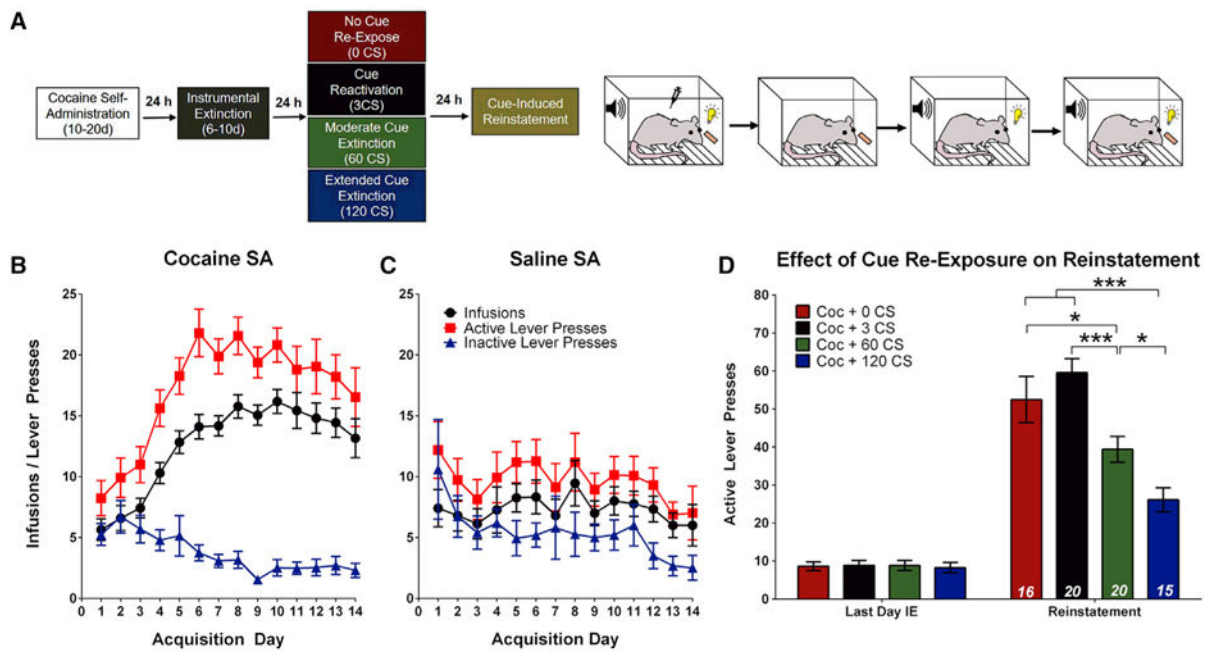 A
Cocaine Self-
Administration
(10-20d)
24 h
Instrumental
Extinction
(6-10d)
24 h
No Cue
Re-Expose
(0 CS)
Cue
Reactivation
(3CS)
Moderate Cue
Extinction
(60 CS)
Extended Cue
Extinction
(120 CS)
24 h
Cue-Induced
Reinstatement
B
Cocaine SA
Infusions / Lever Presses
25
20
15
10
5
0
0 1 2 3 4 5 6 7 8 9 10 11 12 13 14
Acquisition Day
C
Saline SA
Infusions
Active Lever Presses
Inactive Lever Presses
25
20
15
10
5
0
0 1 2 3 4 5 6 7 8 9 10 11 12 13 14
Acquisition Day
D
Effect of Cue Re-Exposure on Reinstatement
Coc + 0 CS
Coc + 3 CS
Coc + 60 CS
Coc + 120 CS
***
*
*** *
Active Lever Presses
80
70
60
50
40
30
20
10
0
16 20 20 15
Last Day IE Reinstatement